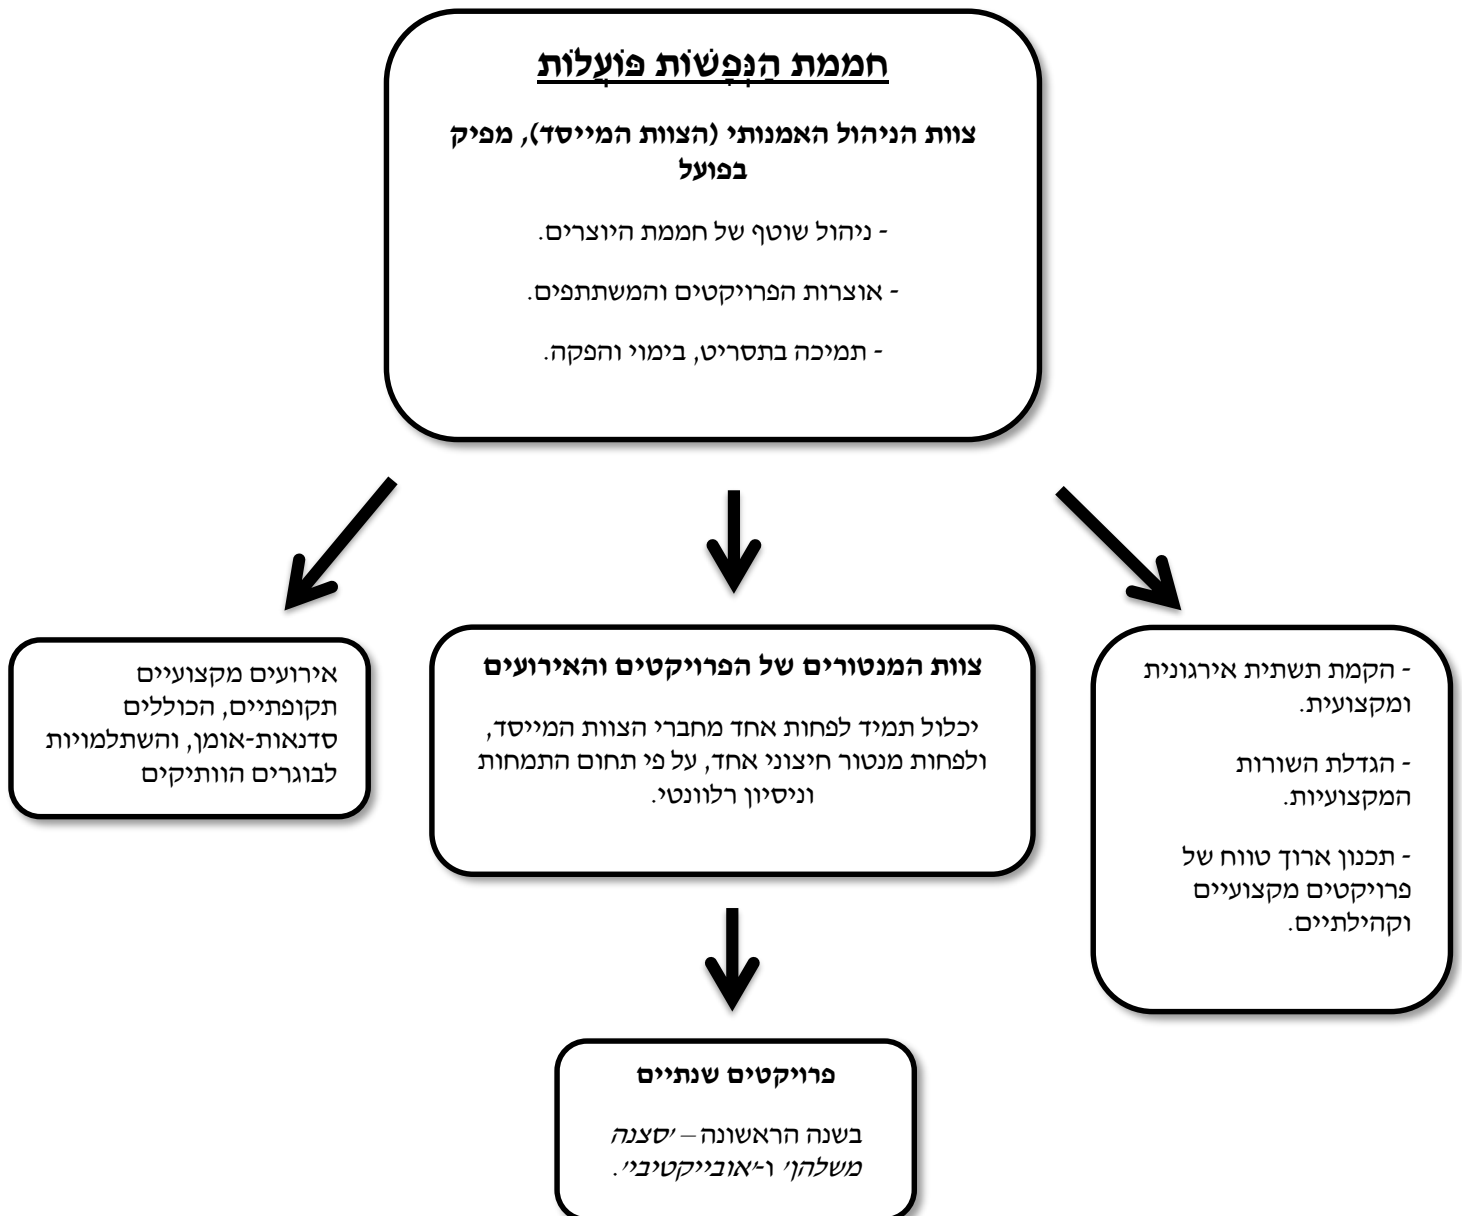 חממת הַנְּפָשׁוֹת פּוֹעֲלוֹת
צוות הניהול האמנותי (הצוות המייסד), מפיק
בפועל
- ניהול שוטף של חממת היוצרים.
- אוצרות הפרויקטים והמשתתפים.
- תמיכה בתסריט, בימוי והפקה.
- הקמת תשתית אירגונית
ומקצועית.
- הגדלת השורות
המקצועיות.
- תכנון ארוך טווח של
פרויקטים מקצועיים
וקהילתיים.
צוות המנטורים של הפרויקטים והאירועים
יכלול תמיד לפחות אחד מחברי הצוות המייסד,
ולפחות מנטור חיצוני אחד, על פי תחום התמחות
וניסיון רלוונטי.
אירועים מקצועיים
תקופתיים, הכוללים
סדנאות-אומן, והשתלמויות
לבוגרים הוותיקים
פרויקטים שנתיים
בשנה הראשונה – 'סצנה
משלהן' ו-'אובייקטיבי'.